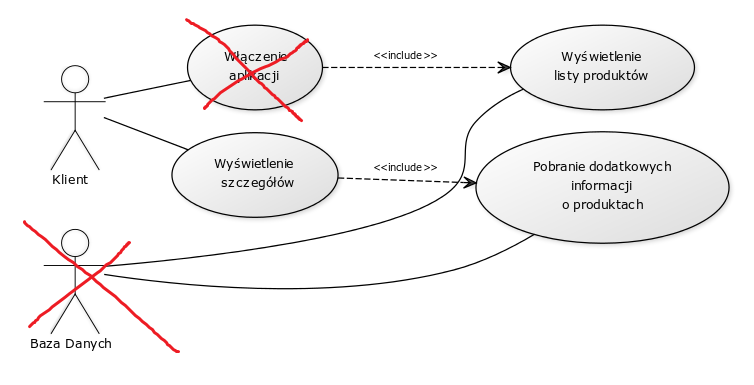 Włączenie
aplikacji
<<include>>
Wyświetlenie
listy produktów
Klient
Wyświetlenie
szczegółów
<<include>>
Pobranie dodatkowych
informacji
o produktach
Baza Danych